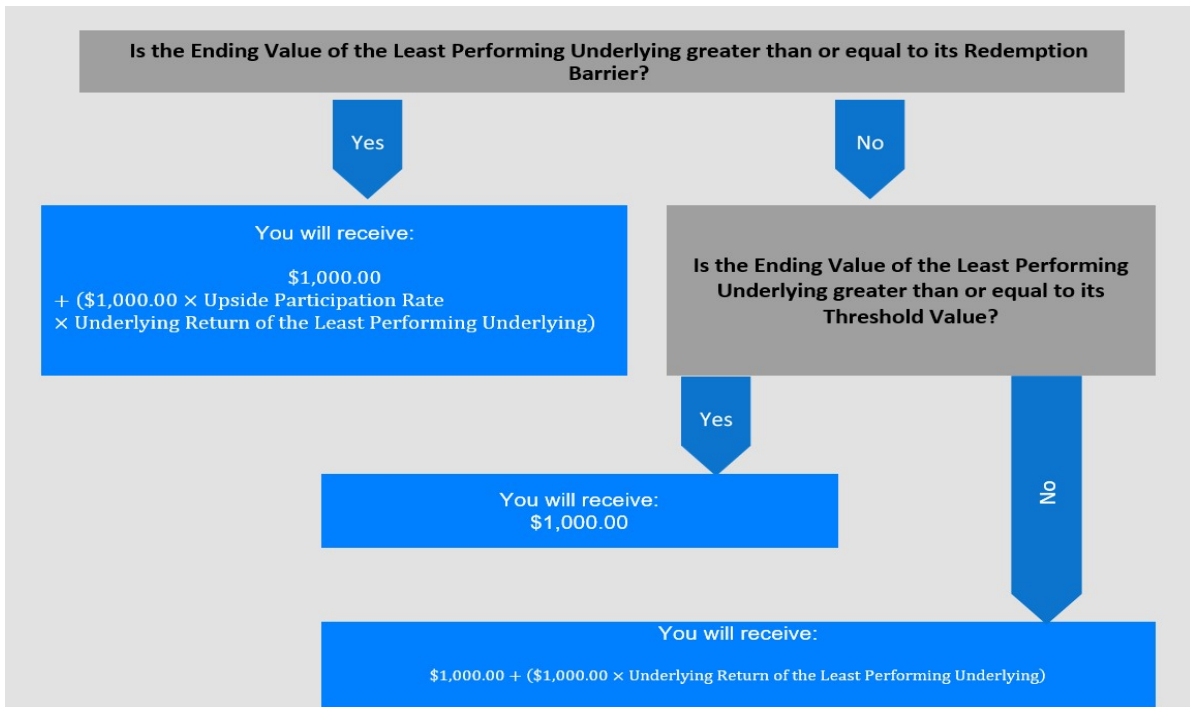 Is the Ending Value of the Least Performing Underlying greater than or equal to its Redemption
Barrier?
Yes
No
You will receive:
$1,000.00
+ ($1,000.00 × Upside Participation Rate
× Underlying Return of the Least Performing Underlying)
Is the Ending Value of the Least Performing
Underlying greater than or equal to its
Threshold Value?
Yes
No
You will receive:
$1,000.00
You will receive:
$1,000.00 + ($1,000.00 × Underlying Return of the Least Performing Underlying)